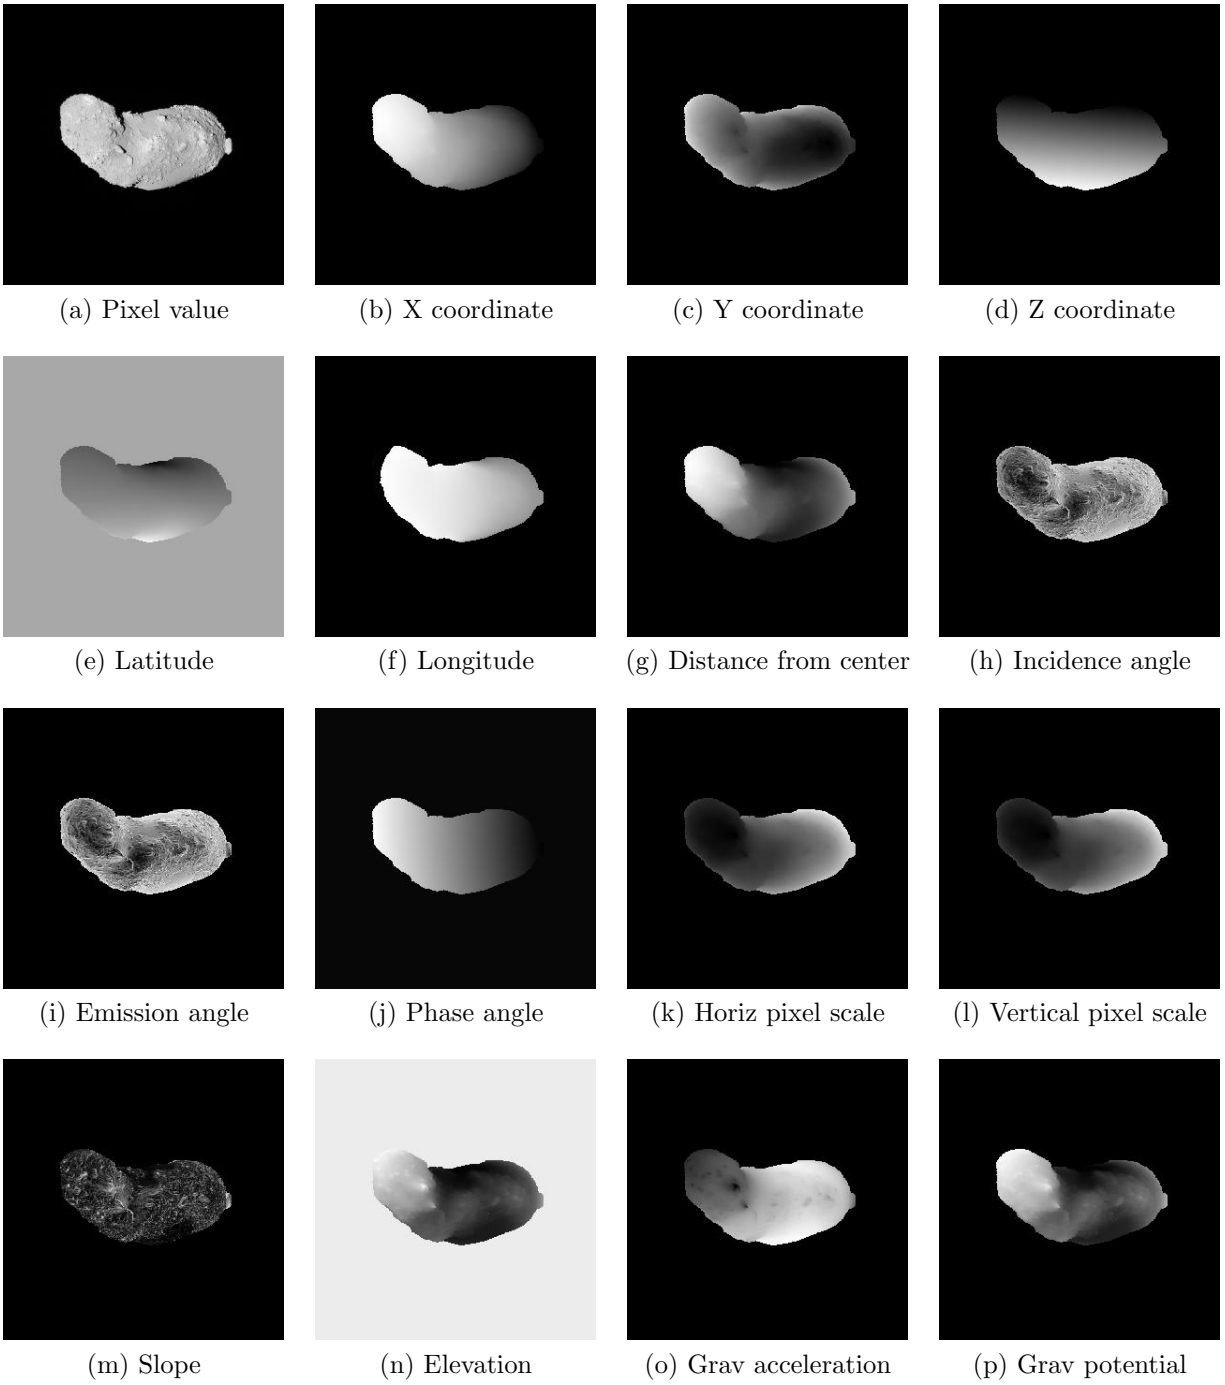 (a) Pixel value
(b) X coordinate
(c) Y coordinate
(d) Z coordinate
(e) Latitude
(f) Longitude
(g) Distance from center
(h) Incidence angle
(i) Emission angle
(j) Phase angle
(k) Horiz pixel scale
(l) Vertical pixel scale
(m) Slope
(n) Elevation
(o) Grav acceleration
(p) Grav potential